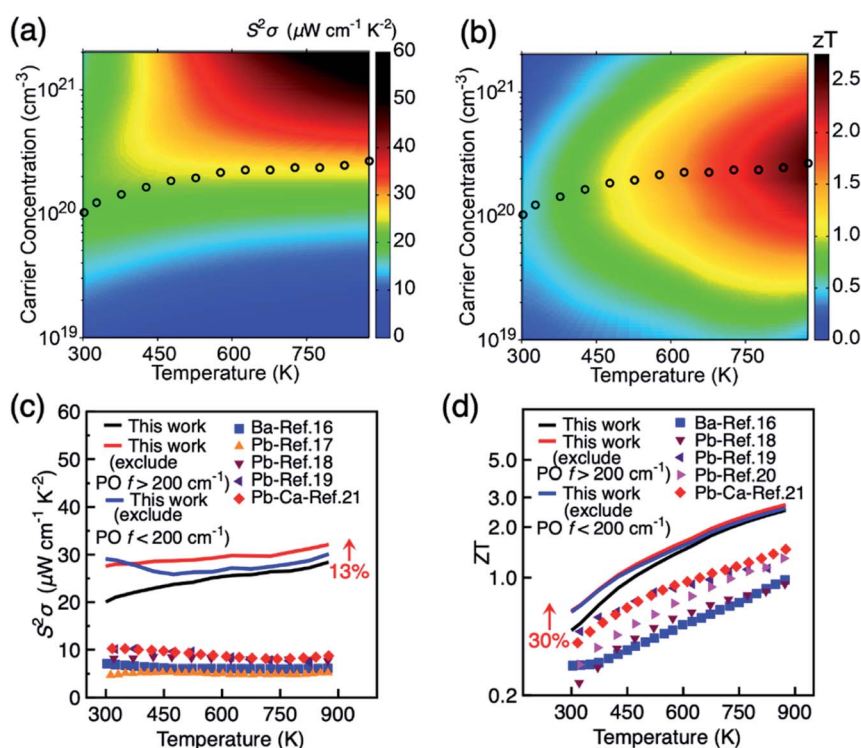 (a)
S²σ (μW cm⁻¹ K⁻²)
Carrier Concentration (cm⁻³)
10²¹
10²⁰
10¹⁹
300 450 600 750
Temperature (K)
60
50
40
30
20
10
0
(b)
zT
Carrier Concentration (cm⁻³)
10²¹
10²⁰
10¹⁹
300 450 600 750
Temperature (K)
2.5
2.0
1.5
1.0
0.5
0.0
(c)
S²σ (μW cm⁻¹ K⁻²)
60
50
40
30
20
10
0
This work
This work
(exclude
PO f > 200 cm⁻¹)
This work
(exclude
PO f < 200 cm⁻¹)
Ba-Ref.16
Pb-Ref.17
Pb-Ref.18
Pb-Ref.19
Pb-Ca-Ref.21
13%
300 450 600 750 900
Temperature (K)
(d)
ZT
5.0
3.0
2.0
1.0
0.2
This work
This work
(exclude
PO f > 200 cm⁻¹)
This work
(exclude
PO f < 200 cm⁻¹)
Ba-Ref.16
Pb-Ref.18
Pb-Ref.19
Pb-Ref.20
Pb-Ca-Ref.21
30%
300 450 600 750 900
Temperature (K)